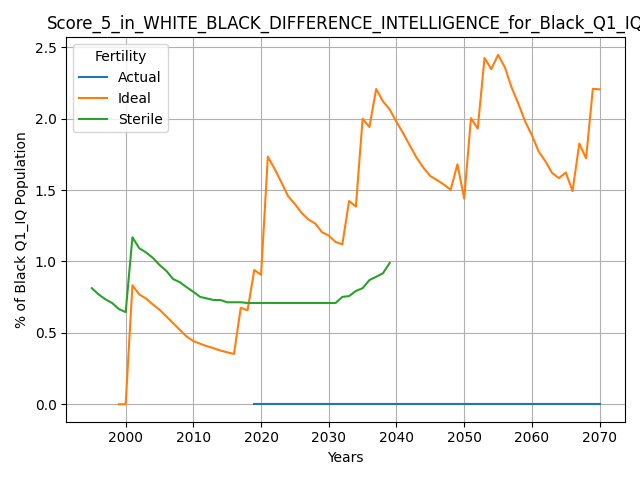 Score_5_in_WHITE_BLACK_DIFFERENCE_INTELLIGENCE_for_Black_Q1_IQ
Fertility
Actual
Ideal
Sterile
2.5
2.0
1.5
1.0
0.5
0.0
% of Black Q1_IQ Population
2000 2010 2020 2030 2040 2050 2060 2070
Years